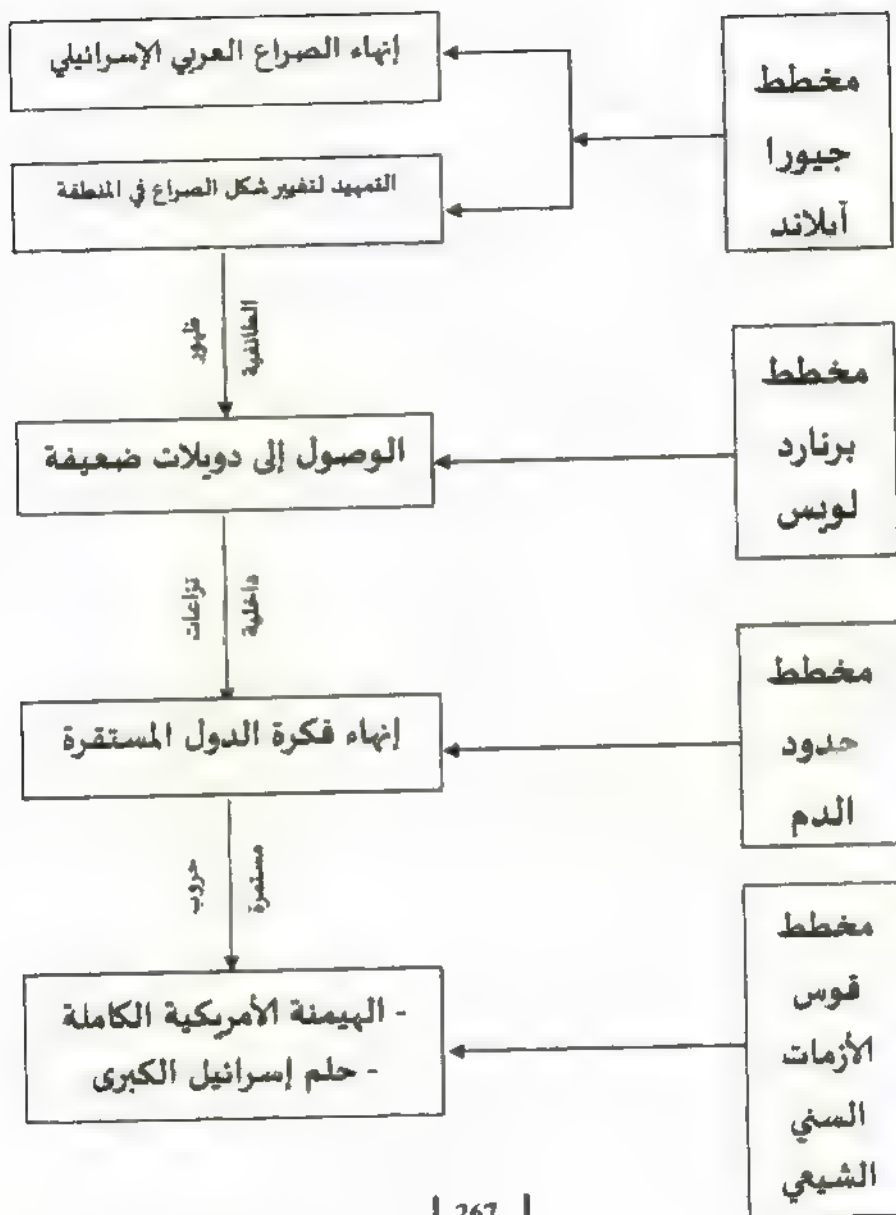 مخطط
جيورا
آيلاند
إنهاء الصراع العربي الإسرائيلي
التمهيد لتغيير شكل الصراع في المنطقة
ظهور
الطائفية
مخطط
برنارد
لويس
الوصول إلى دويلات ضعيفة
نزاعات
داخلية
مخطط
حدود
الدم
إنهاء فكرة الدول المستقرة
حروب
مستمرة
مخطط
قوس
الأزمات
السني
الشيعي
- الهيمنة الأمريكية الكاملة
- حلم إسرائيل الكبرى
267